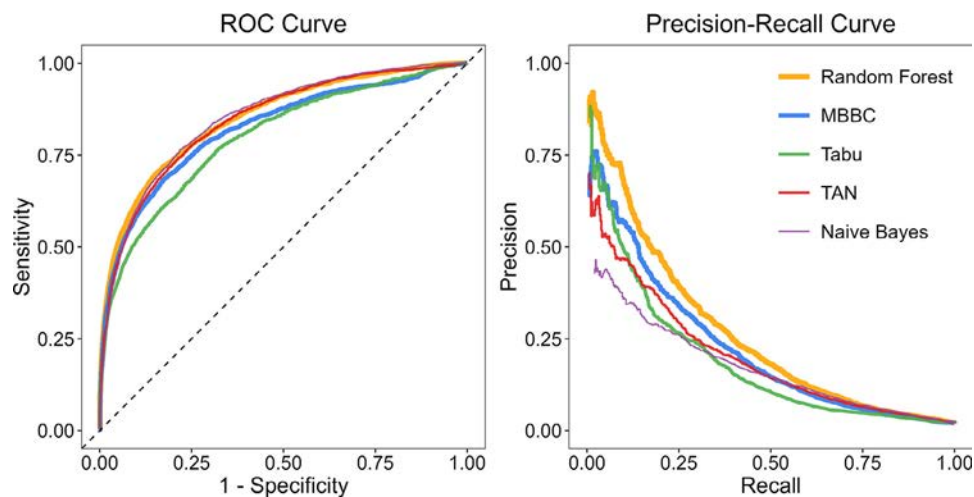 ROC Curve
1.00
0.75
0.50
0.25
0.00
Sensitivity
0.00 0.25 0.50 0.75 1.00
1 - Specificity
Precision-Recall Curve
1.00
0.75
0.50
0.25
0.00
Precision
Random Forest
MBBC
Tabu
TAN
Naive Bayes
0.00 0.25 0.50 0.75 1.00
Recall